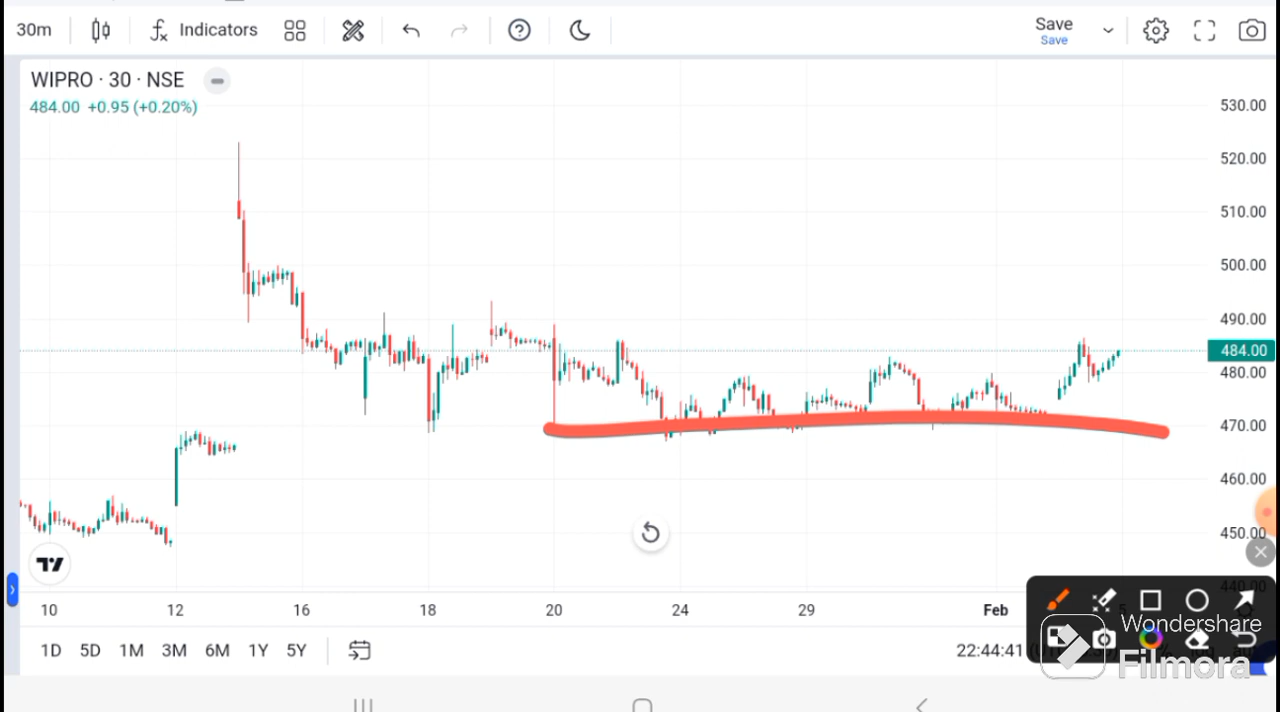 30m Indicators Save
Save
WIPRO · 30 · NSE
484.00 +0.95 (+0.20%)
530.00
520.00
510.00
500.00
490.00
484.00
480.00
470.00
460.00
450.00
440.00
10 12 16 18 20 24 29 Feb 5
1D 5D 1M 3M 6M 1Y 5Y 22:44:41
Wondershare
Filmora